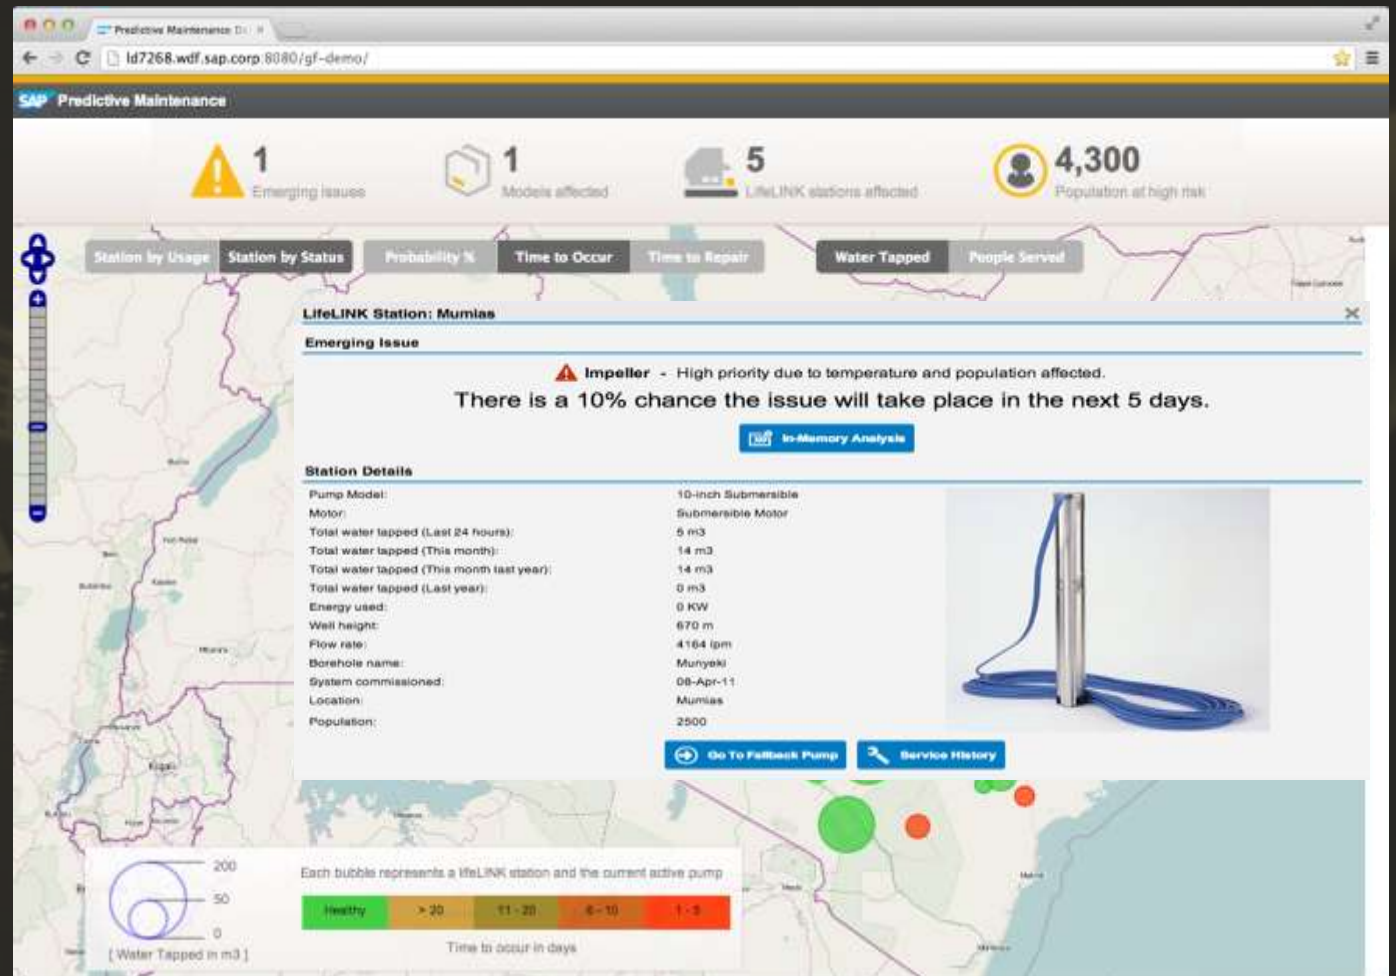 Predictive Maintenance D
ld7268.wdf.sap.corp:8080/gf-demo/
SAP Predictive Maintenance
1
Emerging issues
1
Models affected
5
LifeLINK stations affected
4,300
Population at high risk
Station by Usage Station by Status Probability % Time to Occur Time to Repair Water Tapped People Served
LifeLINK Station: Mumias
Emerging Issue
Impeller - High priority due to temperature and population affected.
There is a 10% chance the issue will take place in the next 5 days.
In-Memory Analysis
Station Details
Pump Model: 10-inch Submersible
Motor: Submersible Motor
Total water tapped (Last 24 hours): 5 m3
Total water tapped (This month): 14 m3
Total water tapped (This month last year): 14 m3
Total water tapped (Last year): 0 m3
Energy used: 0 KW
Well height: 670 m
Flow rate: 4164 lpm
Borehole name: Munyeki
System commissioned: 08-Apr-11
Location: Mumias
Population: 2500
Go To Fallback Pump Service History
Kigali
200
50
0
[ Water Tapped in m3 ]
Each bubble represents a lifeLINK station and the current active pump
Healthy > 20 11 - 20 6 - 10 1 - 5
Time to occur in days